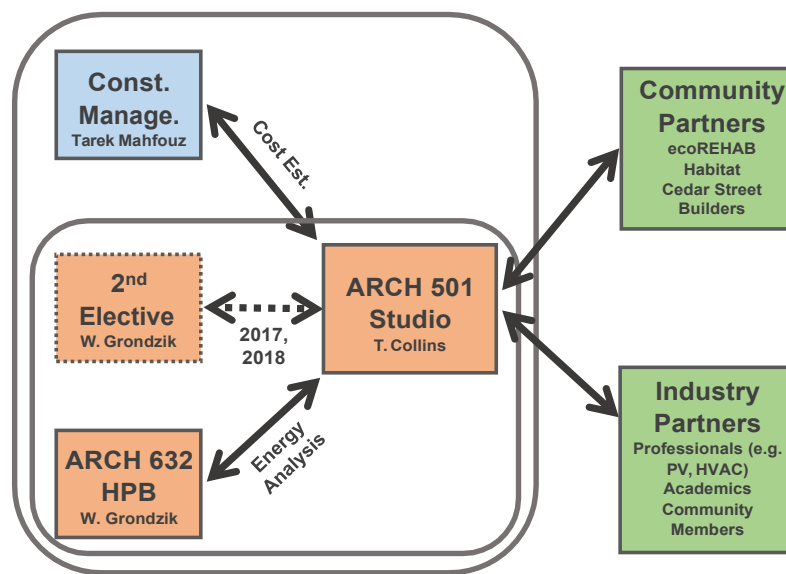 Const.
Manage.
Tarek Mahfouz
Cost Est.
2nd
Elective
W. Grondzik
2017,
2018
ARCH 501
Studio
T. Collins
ARCH 632
HPB
W. Grondzik
Energy
Analysis
Community
Partners
ecoREHAB
Habitat
Cedar Street
Builders
Industry
Partners
Professionals (e.g.
PV, HVAC)
Academics
Community
Members